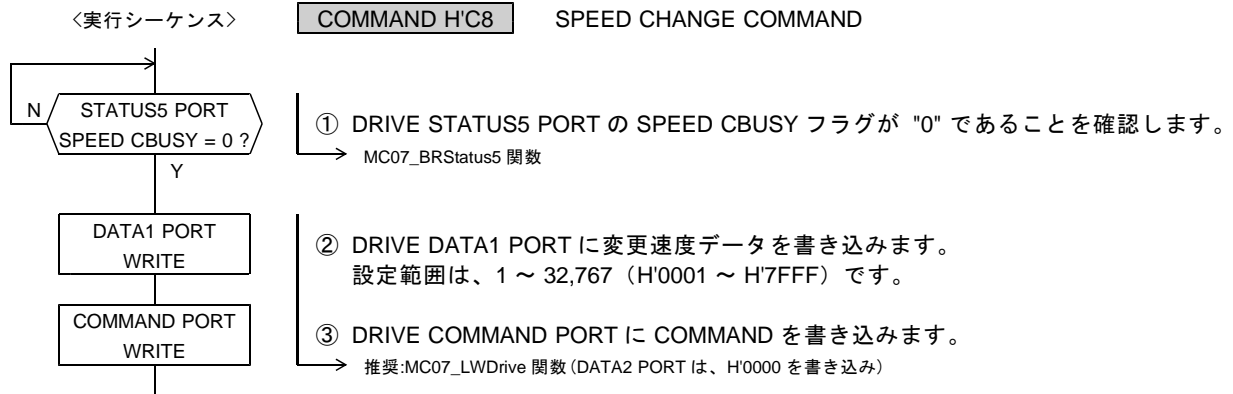 〈実行シーケンス〉 COMMAND H'C8 SPEED CHANGE COMMAND
N
STATUS5 PORT
SPEED CBUSY = 0 ?
Y
① DRIVE STATUS5 PORT の SPEED CBUSY フラグが "0" であることを確認します。
MC07_BRStatus5 関数
DATA1 PORT
WRITE
② DRIVE DATA1 PORT に変更速度データを書き込みます。
設定範囲は、1 ～ 32,767（H'0001 ～ H'7FFF）です。
COMMAND PORT
WRITE
③ DRIVE COMMAND PORT に COMMAND を書き込みます。
推奨:MC07_LWDrive 関数（DATA2 PORT は、H'0000 を書き込み）